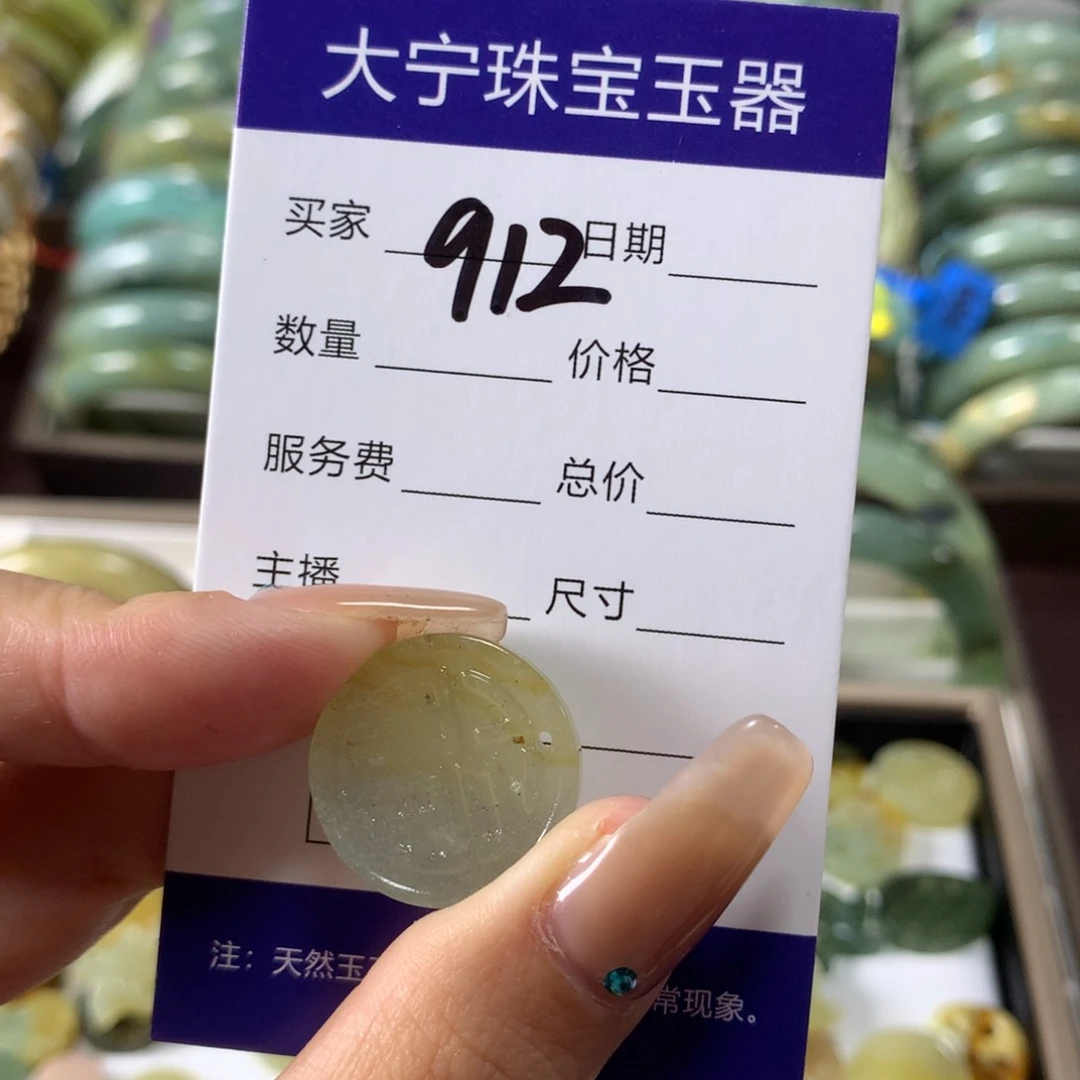 大宁珠宝玉器
买家 912 日期
数量 价格
服务费 总价
主播 尺寸
注：天然玉 常现象。